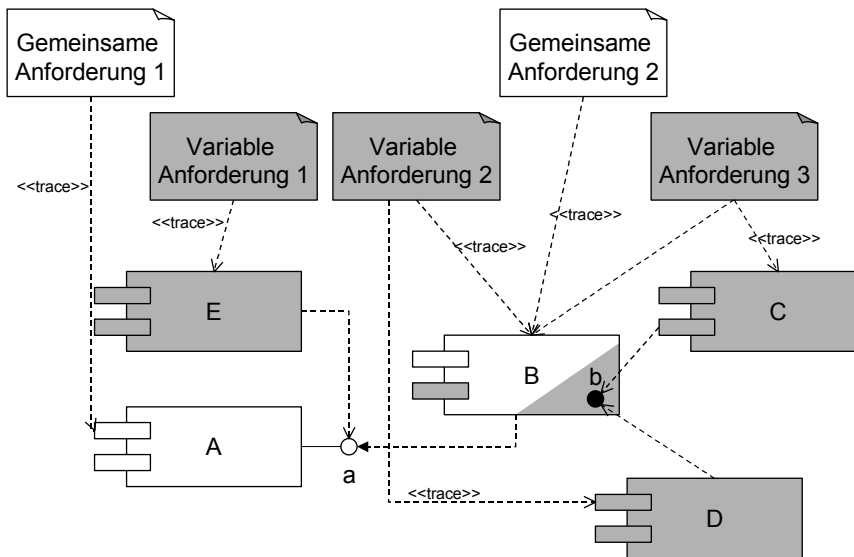 Gemeinsame
Anforderung 1
Gemeinsame
Anforderung 2
Variable
Anforderung 1
Variable
Anforderung 2
Variable
Anforderung 3
<<trace>>
<<trace>>
<<trace>>
<<trace>>
<<trace>>
E
C
B
b
A
a
<<trace>>
D